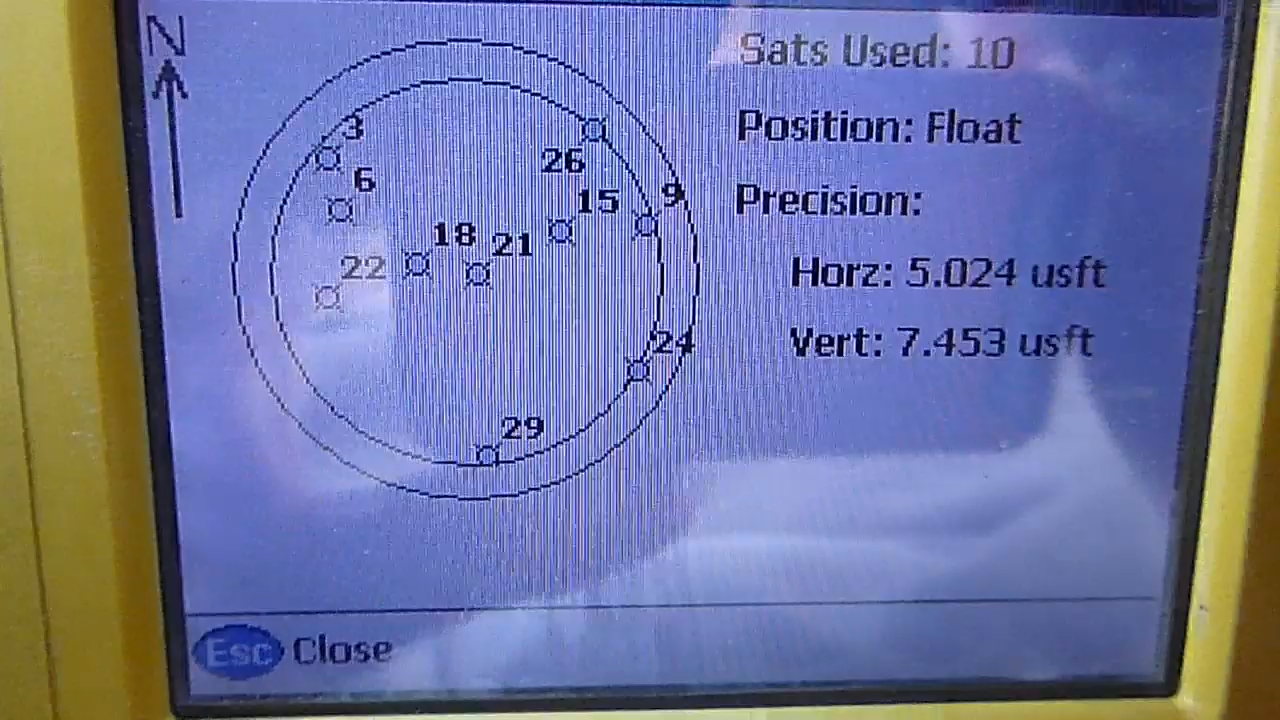 N
3
6
26
15
9
18
21
22
24
29
Sats Used: 10
Position: Float
Precision:
Horz: 5.024 usft
Vert: 7.453 usft
Esc Close